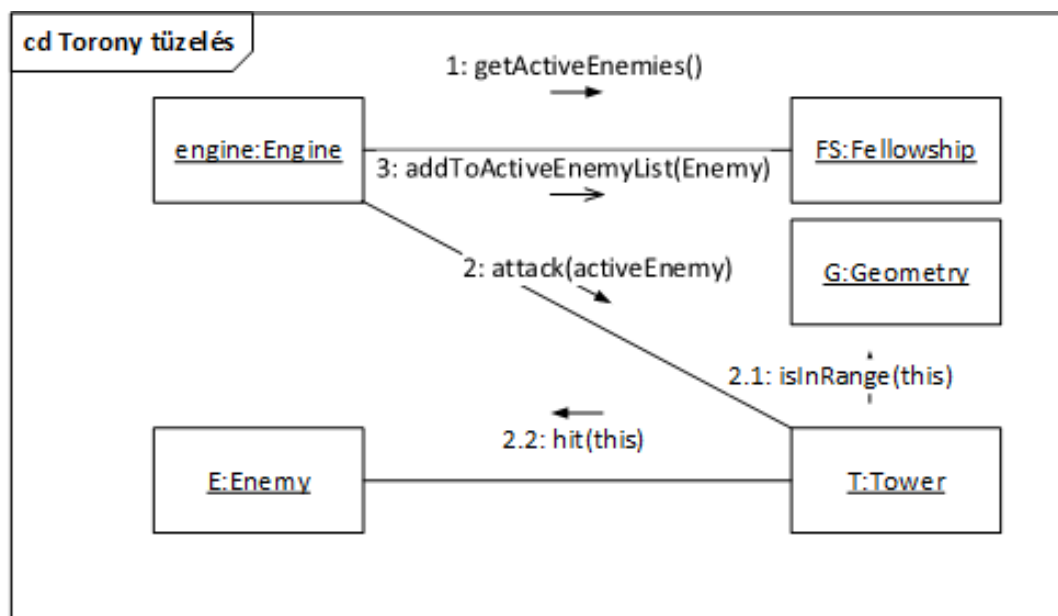 cd Torony tüzelés
1: getActiveEnemies()
engine:Engine
FS:Fellowship
3: addToActiveEnemyList(Enemy)
2: attack(activeEnemy)
G:Geometry
2.1: isInRange(this)
2.2: hit(this)
E:Enemy
T:Tower